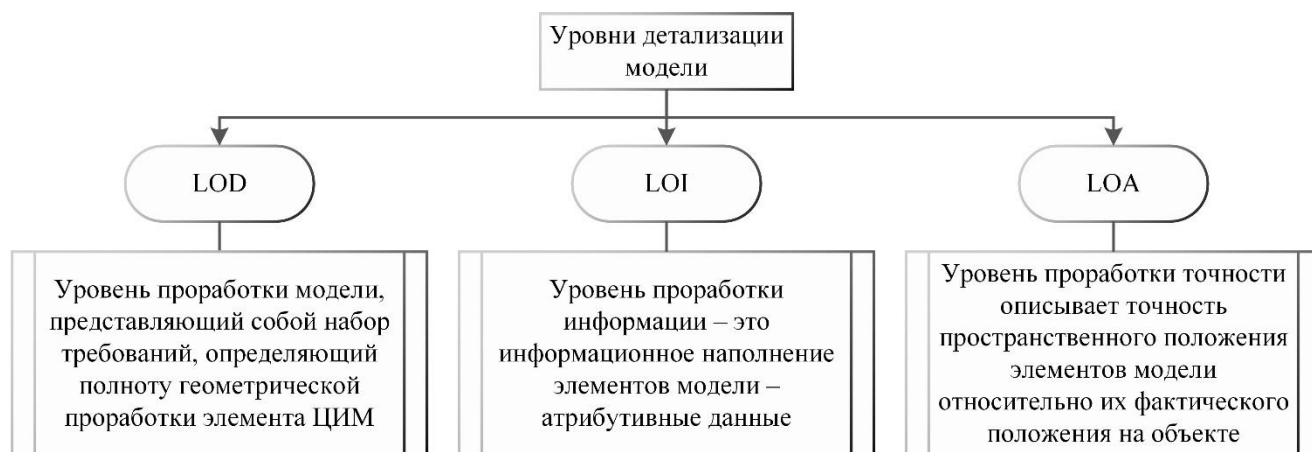 Уровни детализации
модели
LOD
LOI
LOA
Уровень проработки модели,
представляющий собой набор
требований, определяющий
полноту геометрической
проработки элемента ЦИМ
Уровень проработки
информации – это
информационное наполнение
элементов модели –
атрибутивные данные
Уровень проработки точности
описывает точность
пространственного положения
элементов модели
относительно их фактического
положения на объекте